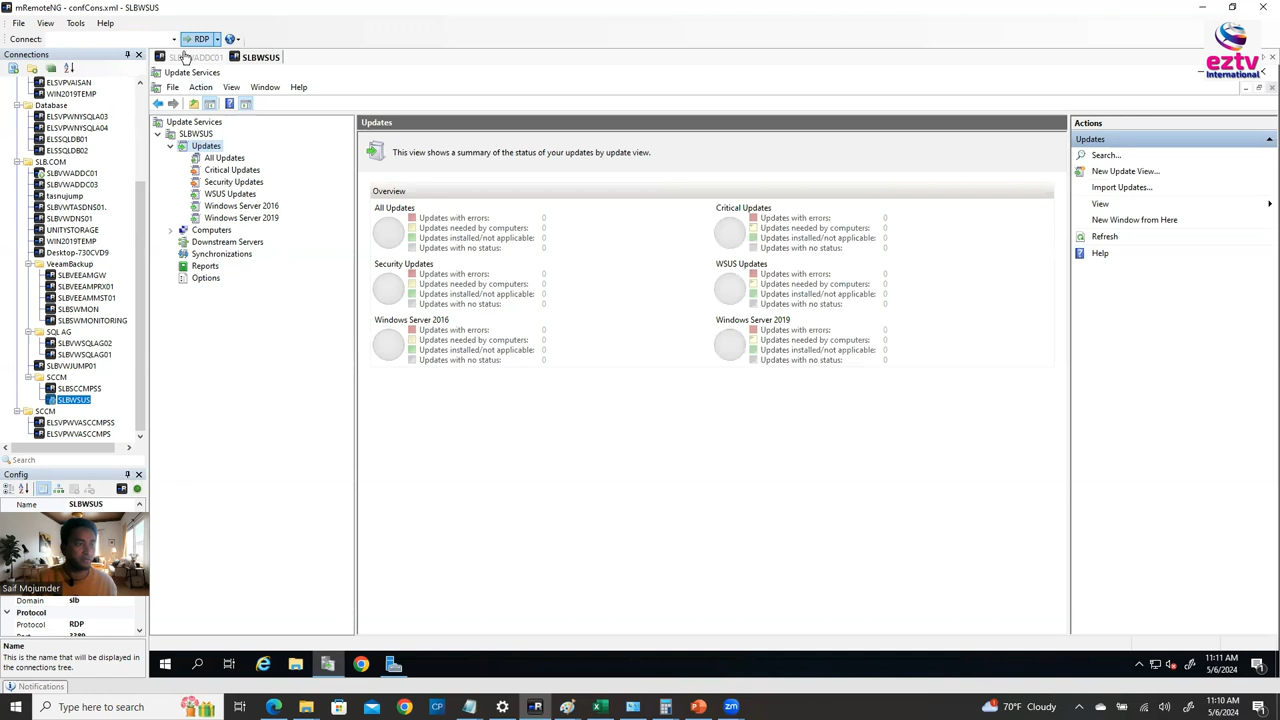 mRemoteNG - confCons.xml - SLBWSUS
File View Tools Help
Connect: RDP
Connections
ELSVPVAISAN
WIN2019TEMP
Database
ELSVPWNYSQLA03
ELSVPWNYSQLA04
ELSSQLDB01
ELSSQLDB02
SLB.COM
SLBVWADDC01
SLBVWADDC03
tasnujump
SLBVWTASDNS01.
SLBVWDNS01
UNITYSTORAGE
WIN2019TEMP
Desktop-730CVD9
VeeamBackup
SLBVEEAMGW
SLBVEEAMPRX01
SLBVEEAMMST01
SLBSWMON
SLBSWMONITORING
SQL AG
SLBVWSQLAG02
SLBVWSQLAG01
SLBVWJUMP01
SCCM
SLBSCCMPSS
SLBWSUS
SCCM
ELSVPWVASCCMPSS
ELSVPWVASCCMPS
Search
Config
Name SLBWSUS
Saif Mojumder
Domain slb
Protocol
Protocol RDP
Name
This is the name that will be displayed in
the connections tree.
Notifications
SLBWSUS
Update Services
File Action View Window Help
Update Services
SLBWSUS
Updates
All Updates
Critical Updates
Security Updates
WSUS Updates
Windows Server 2016
Windows Server 2019
Computers
Downstream Servers
Synchronizations
Reports
Options
Updates
This view shows a summary of the status of your updates by update view.
Overview
All Updates
Updates with errors: 0
Updates needed by computers: 0
Updates installed/not applicable: 0
Updates with no status: 0
Critical Updates
Updates with errors: 0
Updates needed by computers: 0
Updates installed/not applicable: 0
Updates with no status: 0
Security Updates
Updates with errors: 0
Updates needed by computers: 0
Updates installed/not applicable: 0
Updates with no status: 0
WSUS Updates
Updates with errors: 0
Updates needed by computers: 0
Updates installed/not applicable: 0
Updates with no status: 0
Windows Server 2016
Updates with errors: 0
Updates needed by computers: 0
Updates installed/not applicable: 0
Updates with no status: 0
Windows Server 2019
Updates with errors: 0
Updates needed by computers: 0
Updates installed/not applicable: 0
Updates with no status: 0
Actions
Updates
Search...
New Update View...
Import Updates...
View
New Window from Here
Refresh
Help
eztv
International
11:11 AM
5/6/2024
Type here to search
70°F Cloudy
11:10 AM
5/6/2024